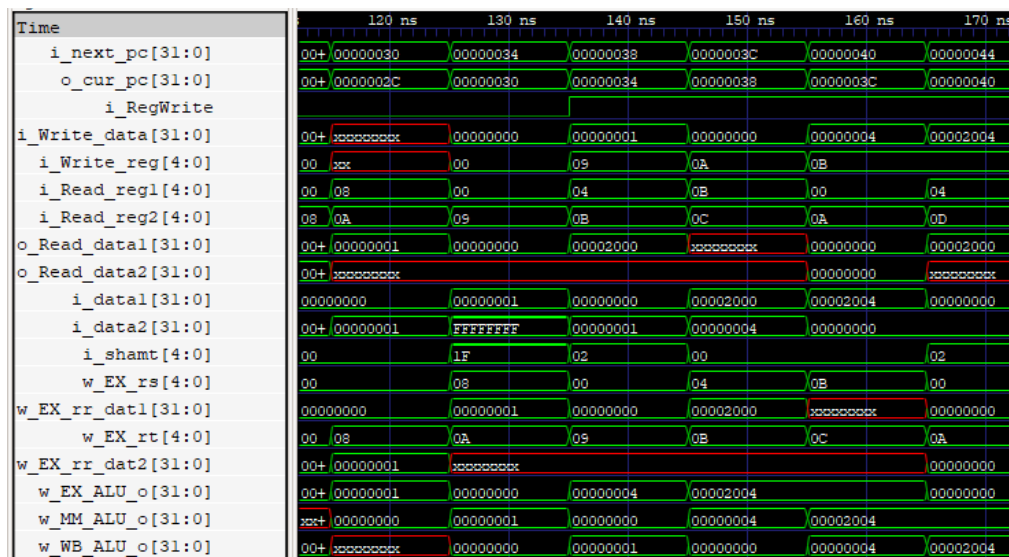 Time 120 ns 130 ns 140 ns 150 ns 160 ns 170 ns
i_next_pc[31:0] 00+ 00000030 00000034 00000038 0000003C 00000040 00000044
o_cur_pc[31:0] 00+ 0000002C 00000030 00000034 00000038 0000003C 00000040
i_RegWrite
i_Write_data[31:0] 00+ xxxxxxxx 00000000 00000001 00000000 00000004 00002004
i_Write_reg[4:0] 00 xx 00 09 0A 0B
i_Read_reg1[4:0] 00 08 00 04 0B 00 04
i_Read_reg2[4:0] 08 0A 09 0B 0C 0A 0D
o_Read_data1[31:0] 00+ 00000001 00000000 00002000 xxxxxxxx 00000000 00002000
o_Read_data2[31:0] 00+ xxxxxxxx 00000000 xxxxxxxx
i_data1[31:0] 00000000 00000001 00000000 00002000 00002004 00000000
i_data2[31:0] 00+ 00000001 FFFFFFFF 00000001 00000004 00000000
i_shamt[4:0] 00 1F 02 00 02
w_EX_rs[4:0] 00 08 00 04 0B 00
w_EX_rr_dat1[31:0] 00000000 00000001 00000000 00002000 xxxxxxxx 00000000
w_EX_rt[4:0] 00 08 0A 09 0B 0C 0A
w_EX_rr_dat2[31:0] 00+ 00000001 xxxxxxxx 00000000
w_EX_ALU_o[31:0] 00+ 00000001 00000000 00000004 00002004 00000000
w_MM_ALU_o[31:0] xx+ 00000000 00000001 00000000 00000004 00002004
w_WB_ALU_o[31:0] 00+ xxxxxxxx 00000000 00000001 00000000 00000004 00002004